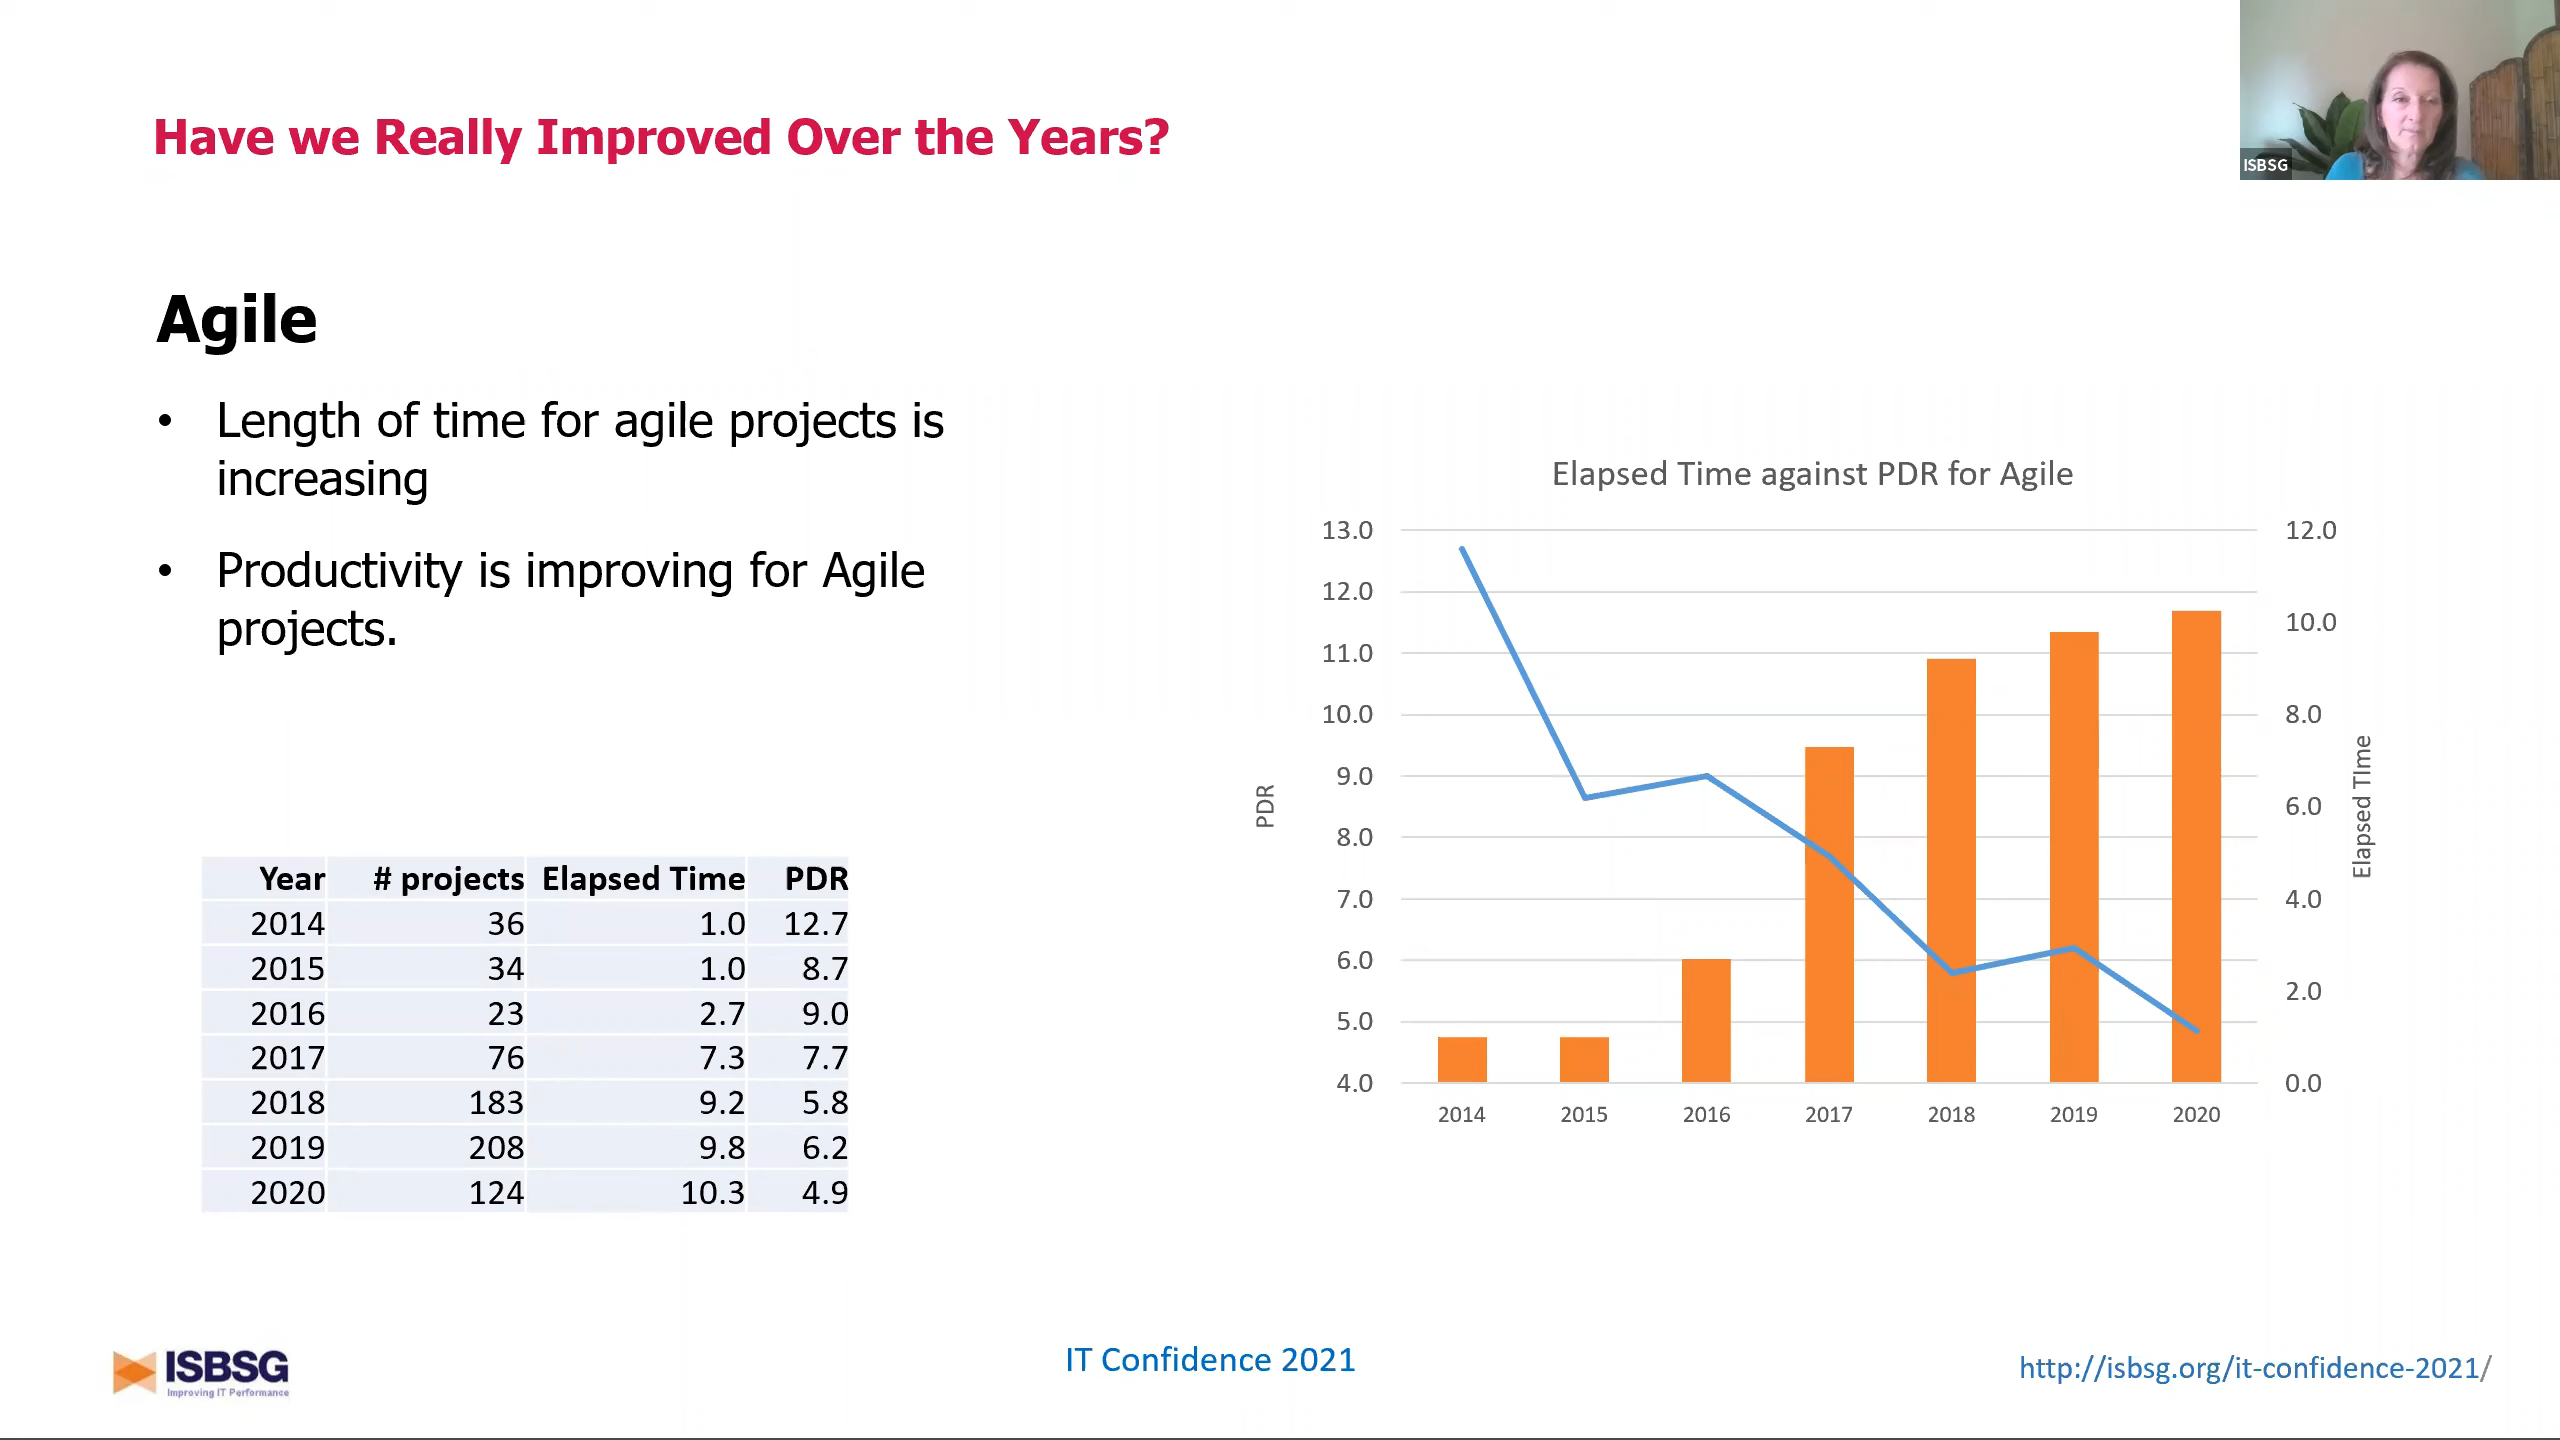 Have we Really Improved Over the Years?
ISBSG
Agile
• Length of time for agile projects is
increasing
• Productivity is improving for Agile
projects.
Year # projects Elapsed Time PDR
2014 36 1.0 12.7
2015 34 1.0 8.7
2016 23 2.7 9.0
2017 76 7.3 7.7
2018 183 9.2 5.8
2019 208 9.8 6.2
2020 124 10.3 4.9
Elapsed Time against PDR for Agile
13.0
12.0
11.0
10.0
9.0
8.0
7.0
6.0
5.0
4.0
PDR
12.0
10.0
8.0
6.0
4.0
2.0
0.0
Elapsed TIme
2014 2015 2016 2017 2018 2019 2020
ISBSG
Improving IT Performance
IT Confidence 2021
http://isbsg.org/it-confidence-2021/